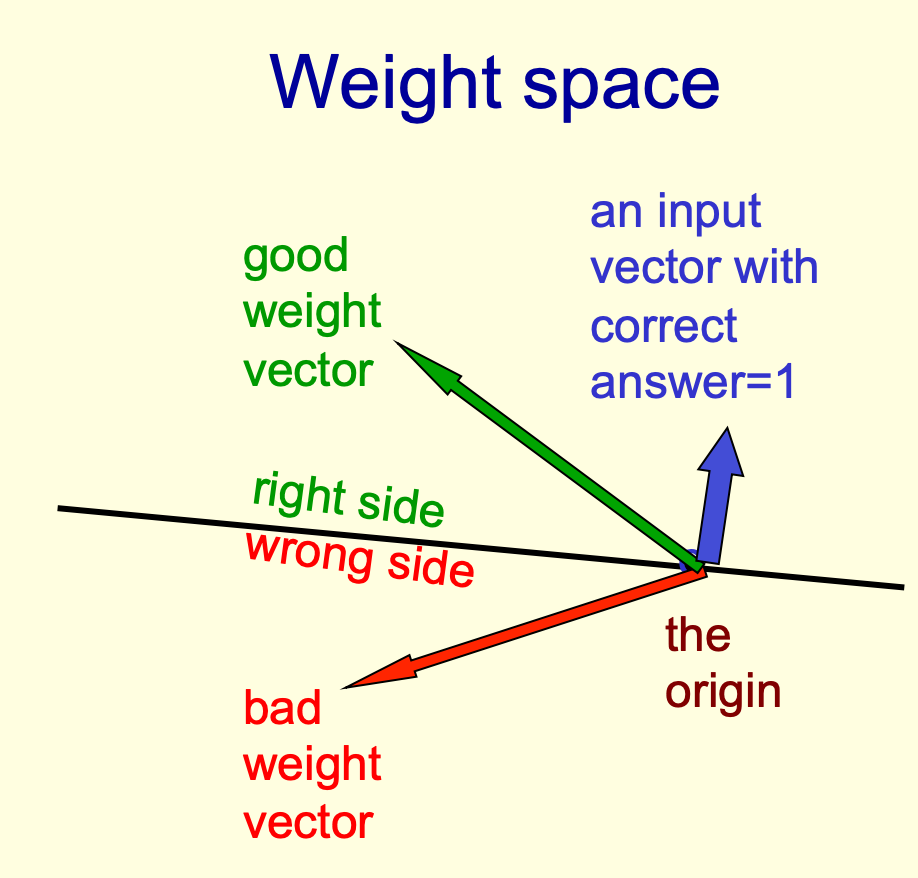 Weight space
an input
vector with
correct
answer=1
good
weight
vector
right side
wrong side
the
origin
bad
weight
vector